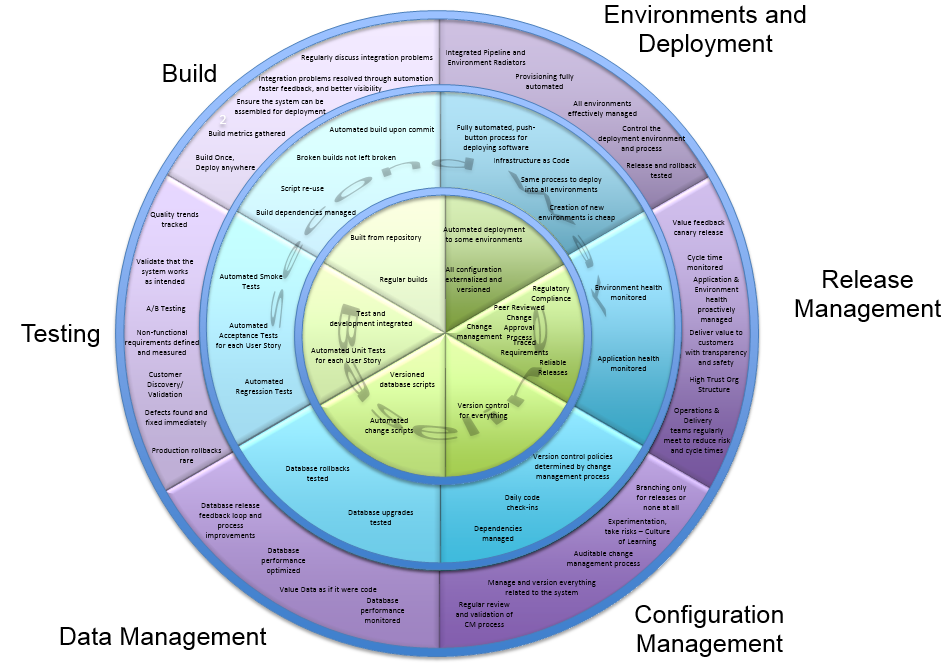 Environments and
Deployment
Build
Release
Management
Testing
Data Management
Configuration
Management
Regularly discuss integration problems
Integration problems resolved through automation
faster feedback, and better visibility
Ensure the system can be
assembled for deployment
2
Build metrics gathered
Build Once,
Deploy anywhere
Automated build upon commit
Broken builds not left broken
Script re-use
Build dependencies managed
Built from repository
Regular builds
Integrated Pipeline and
Environment Radiators
Provisioning fully
automated
All environments
effectively managed
Control the
deployment environment
and process
Release and rollback
tested
Fully automated, push-
button process for
deploying software
Infrastructure as Code
Same process to deploy
into all environments
Creation of new
environments is cheap
Automated deployment
to some environments
All configuration
externalized and
versioned
Value feedback
canary release
Cycle time
monitored
Application &
Environment
health
proactively
managed
Deliver value to
customers
with transparency
and safety
High Trust Org
Structure
Operations &
Delivery
teams regularly
meet to reduce risk
and cycle times
Environment health
monitored
Application health
monitored
Regulatory
Compliance
Peer Reviewed
Change
Approval
Process
Change
management
Traced
Requirements
Reliable
Releases
Branching only
for releases or
none at all
Experimentation,
take risks – Culture
of Learning
Auditable change
management process
Manage and version everything
related to the system
Regular review
and validation of
CM process
Version control policies
determined by change
management process
Daily code
check-ins
Dependencies
managed
Version control
for everything
Database release
feedback loop and
process
improvements
Database
performance
optimized
Value Data as if it were code
Database
performance
monitored
Database rollbacks
tested
Database upgrades
tested
Versioned
database scripts
Automated
change scripts
Quality trends
tracked
Validate that the
system works
as intended
A/B Testing
Non-functional
requirements defined
and measured
Customer
Discovery/
Validation
Defects found and
fixed immediately
Production rollbacks
rare
Automated Smoke
Tests
Automated
Acceptance Tests
for each User Story
Automated
Regression Tests
Test and
development integrated
Automated Unit Tests
for each User Story